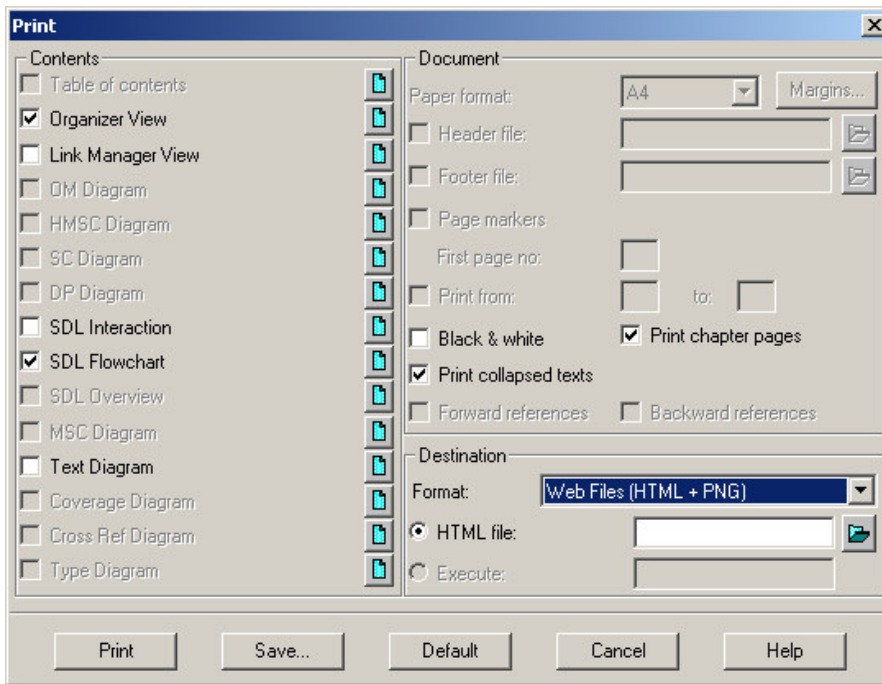 Print
Contents
Table of contents
Organizer View
Link Manager View
OM Diagram
HMSC Diagram
SC Diagram
DP Diagram
SDL Interaction
SDL Flowchart
SDL Overview
MSC Diagram
Text Diagram
Coverage Diagram
Cross Ref Diagram
Type Diagram
Document
Paper format: A4 Margins...
Header file:
Footer file:
Page markers
First page no:
Print from: to:
Black & white Print chapter pages
Print collapsed texts
Forward references Backward references
Destination
Format: Web Files (HTML + PNG)
HTML file:
Execute:
Print Save... Default Cancel Help